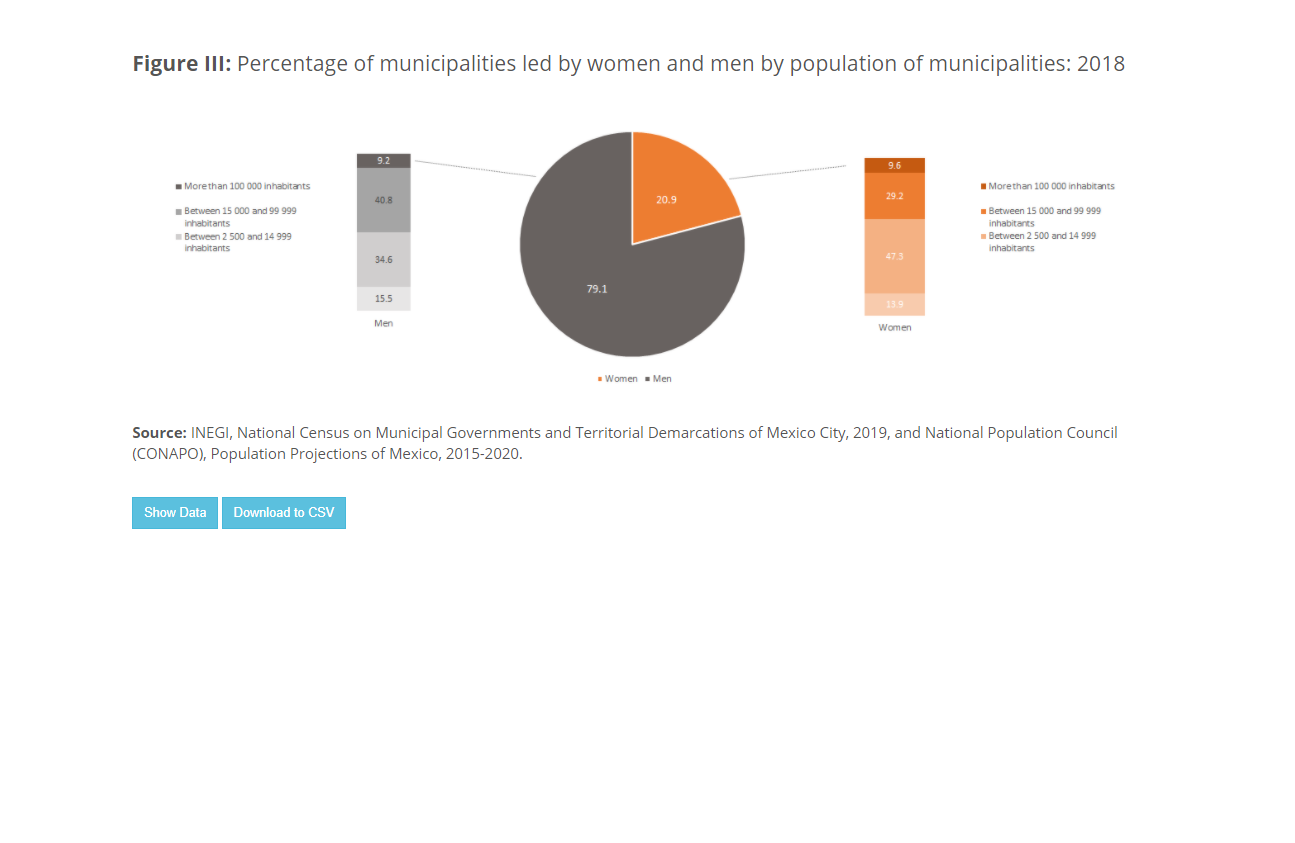 Figure III: Percentage of municipalities led by women and men by population of municipalities: 2018
More than 100 000 inhabitants
Between 15 000 and 99 999
inhabitants
Between 2 500 and 14 999
inhabitants
9.2
40.8
34.6
15.5
Men
20.9
79.1
Women
Men
9.6
29.2
47.3
13.9
Women
More than 100 000 inhabitants
Between 15 000 and 99 999
inhabitants
Between 2 500 and 14 999
inhabitants
Source: INEGI, National Census on Municipal Governments and Territorial Demarcations of Mexico City, 2019, and National Population Council
(CONAPO), Population Projections of Mexico, 2015-2020.
Show Data
Download to CSV